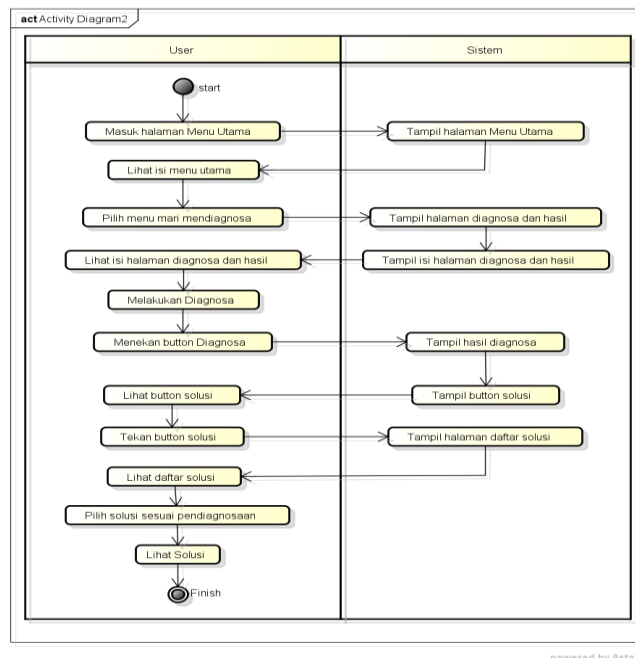 act Activity Diagram2
User
Sistem
start
Masuk halaman Menu Utama
Tampil halaman Menu Utama
Lihat isi menu utama
Pilih menu mari mendiagnosa
Tampil halaman diagnosa dan hasil
Lihat isi halaman diagnosa dan hasil
Tampil isi halaman diagnosa dan hasil
Melakukan Diagnosa
Menekan button Diagnosa
Tampil hasil diagnosa
Lihat button solusi
Tampil button solusi
Tekan button solusi
Tampil halaman daftar solusi
Lihat daftar solusi
Pilih solusi sesuai pendiagnosaan
Lihat Solusi
Finish
powered by Asta